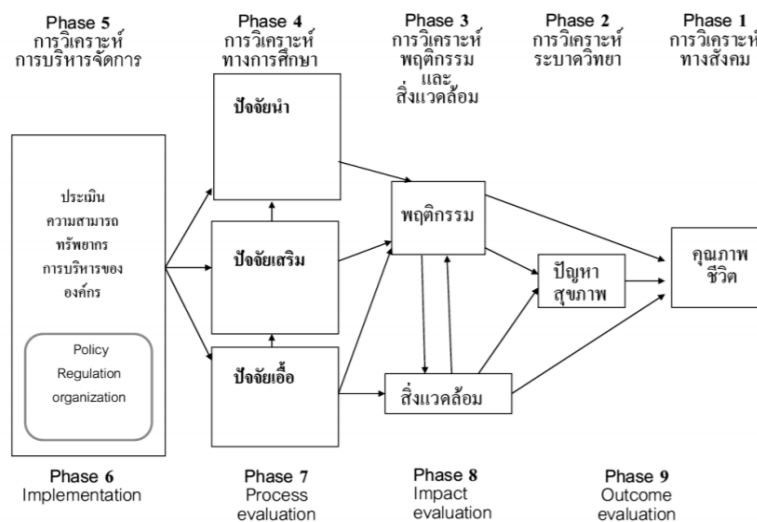 Phase 5
การวิเคราะห์
การบริหารจัดการ
Phase 4
การวิเคราะห์
ทางการศึกษา
Phase 3
การวิเคราะห์
พฤติกรรม
และ
สิ่งแวดล้อม
Phase 2
การวิเคราะห์
ระบาดวิทยา
Phase 1
การวิเคราะห์
ทางสังคม
ประเมิน
ความสามารถ
ทรัพยากร
การบริหารของ
องค์กร
Policy
Regulation
organization
ปัจจัยนำ
ปัจจัยเสริม
ปัจจัยเอื้อ
พฤติกรรม
สิ่งแวดล้อม
ปัญหา
สุขภาพ
คุณภาพ
ชีวิต
Phase 6
Implementation
Phase 7
Process
evaluation
Phase 8
Impact
evaluation
Phase 9
Outcome
evaluation